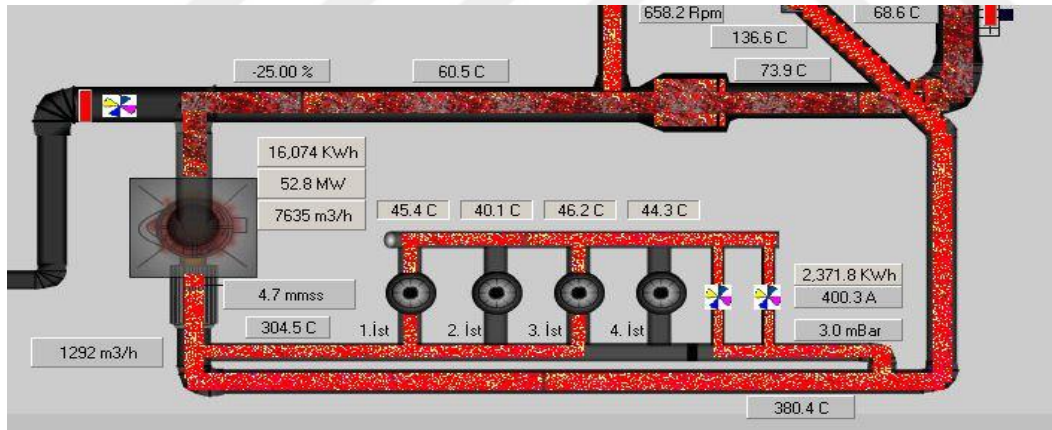 658.2 Rpm
68.6 C
136.6 C
-25.00 %
60.5 C
73.9 C
16,074 KWh
52.8 MW
7635 m3/h
45.4 C
40.1 C
46.2 C
44.3 C
2,371.8 KWh
400.3 A
4.7 mmss
304.5 C
1.İst
2. İst
3. İst
4. İst
3.0 mBar
1292 m3/h
380.4 C